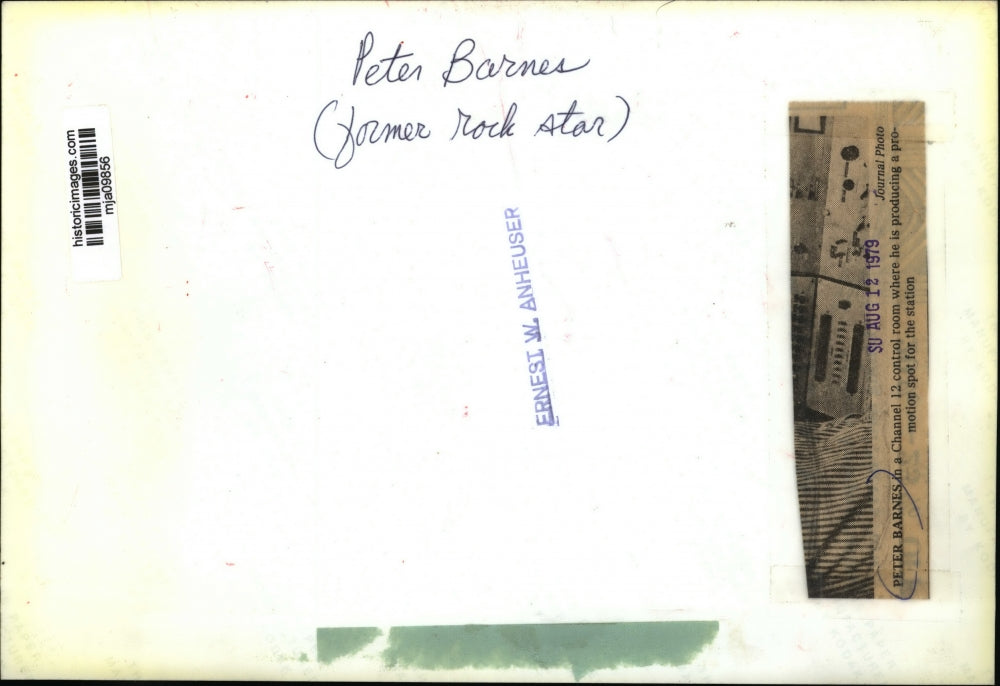 Peter Barnes
(former rock star)
historicimages.com
mja09856
ERNEST W. ANHEUSER
Journal Photo
SU AUG 12 1979
PETER BARNES in a Channel 12 control room where he is producing a pro-
motion spot for the station